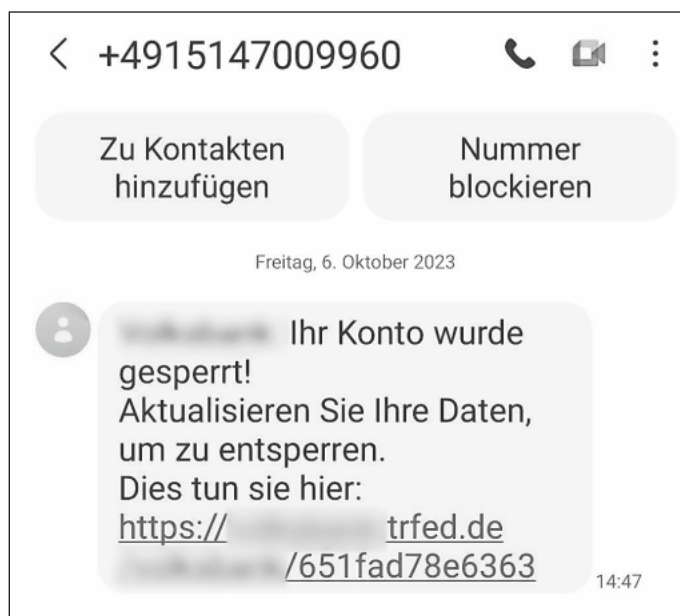 +4915147009960
Zu Kontakten
hinzufügen
Nummer
blockieren
Freitag, 6. Oktober 2023
Ihr Konto wurde
gesperrt!
Aktualisieren Sie Ihre Daten,
um zu entsperren.
Dies tun sie hier:
https:// trfed.de
/651fad78e6363
14:47